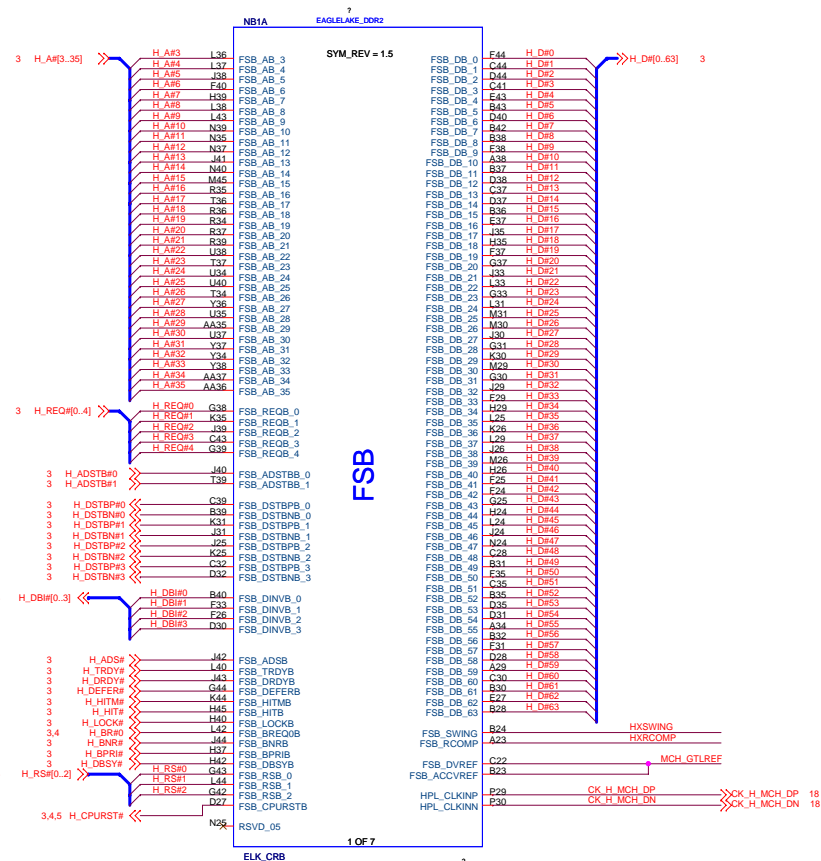 ?
NB1A EAGLELAKE_DDR2
SYM_REV = 1.5
3 H_A#[3..35]
H_A#3 L36 FSB_AB_3
H_A#4 L37 FSB_AB_4
H_A#5 J38 FSB_AB_5
H_A#6 F40 FSB_AB_6
H_A#7 H39 FSB_AB_7
H_A#8 L38 FSB_AB_8
H_A#9 L43 FSB_AB_9
H_A#10 N39 FSB_AB_10
H_A#11 N35 FSB_AB_11
H_A#12 N37 FSB_AB_12
H_A#13 J41 FSB_AB_13
H_A#14 N40 FSB_AB_14
H_A#15 M45 FSB_AB_15
H_A#16 R35 FSB_AB_16
H_A#17 T36 FSB_AB_17
H_A#18 R36 FSB_AB_18
H_A#19 R34 FSB_AB_19
H_A#20 R37 FSB_AB_20
H_A#21 R39 FSB_AB_21
H_A#22 U38 FSB_AB_22
H_A#23 T37 FSB_AB_23
H_A#24 U34 FSB_AB_24
H_A#25 U40 FSB_AB_25
H_A#26 T34 FSB_AB_26
H_A#27 Y36 FSB_AB_27
H_A#28 U35 FSB_AB_28
H_A#29 AA35 FSB_AB_29
H_A#30 U37 FSB_AB_30
H_A#31 Y37 FSB_AB_31
H_A#32 Y34 FSB_AB_32
H_A#33 Y38 FSB_AB_33
H_A#34 AA37 FSB_AB_34
H_A#35 AA36 FSB_AB_35
3 H_REQ#[0..4]
H_REQ#0 G38 FSB_REQB_0
H_REQ#1 K35 FSB_REQB_1
H_REQ#2 J39 FSB_REQB_2
H_REQ#3 C43 FSB_REQB_3
H_REQ#4 G39 FSB_REQB_4
3 H_ADSTB#0 J40 FSB_ADSTBB_0
3 H_ADSTB#1 T39 FSB_ADSTBB_1
3 H_DSTBP#0 C39 FSB_DSTBPB_0
3 H_DSTBN#0 B39 FSB_DSTBNB_0
3 H_DSTBP#1 K31 FSB_DSTBPB_1
3 H_DSTBN#1 J31 FSB_DSTBNB_1
3 H_DSTBP#2 J25 FSB_DSTBPB_2
3 H_DSTBN#2 K25 FSB_DSTBNB_2
3 H_DSTBP#3 C32 FSB_DSTBPB_3
3 H_DSTBN#3 D32 FSB_DSTBNB_3
H_DBI#[0..3]
H_DBI#0 B40 FSB_DINVB_0
H_DBI#1 F33 FSB_DINVB_1
H_DBI#2 F26 FSB_DINVB_2
H_DBI#3 D30 FSB_DINVB_3
3 H_ADS# J42 FSB_ADSB
3 H_TRDY# L40 FSB_TRDYB
3 H_DRDY# J43 FSB_DRDYB
3 H_DEFER# G44 FSB_DEFERB
3 H_HITM# K44 FSB_HITMB
3 H_HIT# H45 FSB_HITB
3 H_LOCK# H40 FSB_LOCKB
3,4 H_BR#0 L42 FSB_BREQ0B
3 H_BNR# J44 FSB_BNRB
3 H_BPRI# H37 FSB_BPRIB
3 H_DBSY# H42 FSB_DBSYB
H_RS#[0..2]
H_RS#0 G43 FSB_RSB_0
H_RS#1 L44 FSB_RSB_1
H_RS#2 G42 FSB_RSB_2
3,4,5 H_CPURST# D27 FSB_CPURSTB
N25 RSVD_05
FSB
FSB_DB_0 F44 H_D#0
H_D#[0..63] 3
FSB_DB_1 C44 H_D#1
FSB_DB_2 D44 H_D#2
FSB_DB_3 C41 H_D#3
FSB_DB_4 E43 H_D#4
FSB_DB_5 B43 H_D#5
FSB_DB_6 D40 H_D#6
FSB_DB_7 B42 H_D#7
FSB_DB_8 B38 H_D#8
FSB_DB_9 F38 H_D#9
FSB_DB_10 A38 H_D#10
FSB_DB_11 B37 H_D#11
FSB_DB_12 D38 H_D#12
FSB_DB_13 C37 H_D#13
FSB_DB_14 D37 H_D#14
FSB_DB_15 B36 H_D#15
FSB_DB_16 E37 H_D#16
FSB_DB_17 J35 H_D#17
FSB_DB_18 H35 H_D#18
FSB_DB_19 F37 H_D#19
FSB_DB_20 G37 H_D#20
FSB_DB_21 J33 H_D#21
FSB_DB_22 L33 H_D#22
FSB_DB_23 G33 H_D#23
FSB_DB_24 L31 H_D#24
FSB_DB_25 M31 H_D#25
FSB_DB_26 M30 H_D#26
FSB_DB_27 J30 H_D#27
FSB_DB_28 G31 H_D#28
FSB_DB_29 K30 H_D#29
FSB_DB_30 M29 H_D#30
FSB_DB_31 G30 H_D#31
FSB_DB_32 J29 H_D#32
FSB_DB_33 F29 H_D#33
FSB_DB_34 H29 H_D#34
FSB_DB_35 L25 H_D#35
FSB_DB_36 K26 H_D#36
FSB_DB_37 L29 H_D#37
FSB_DB_38 J26 H_D#38
FSB_DB_39 M26 H_D#39
FSB_DB_40 H26 H_D#40
FSB_DB_41 F25 H_D#41
FSB_DB_42 F24 H_D#42
FSB_DB_43 G25 H_D#43
FSB_DB_44 H24 H_D#44
FSB_DB_45 L24 H_D#45
FSB_DB_46 J24 H_D#46
FSB_DB_47 N24 H_D#47
FSB_DB_48 C28 H_D#48
FSB_DB_49 B31 H_D#49
FSB_DB_50 F35 H_D#50
FSB_DB_51 C35 H_D#51
FSB_DB_52 B35 H_D#52
FSB_DB_53 D35 H_D#53
FSB_DB_54 D31 H_D#54
FSB_DB_55 A34 H_D#55
FSB_DB_56 B32 H_D#56
FSB_DB_57 F31 H_D#57
FSB_DB_58 D28 H_D#58
FSB_DB_59 A29 H_D#59
FSB_DB_60 C30 H_D#60
FSB_DB_61 B30 H_D#61
FSB_DB_62 E27 H_D#62
FSB_DB_63 B28 H_D#63
FSB_SWING B24 HXSWING
FSB_RCOMP A23 HXRCOMP
FSB_DVREF C22 MCH_GTLREF
FSB_ACCVREF B23
HPL_CLKINP P29 CK_H_MCH_DP CK_H_MCH_DP 18
HPL_CLKINN P30 CK_H_MCH_DN CK_H_MCH_DN 18
1 OF 7
ELK_CRB